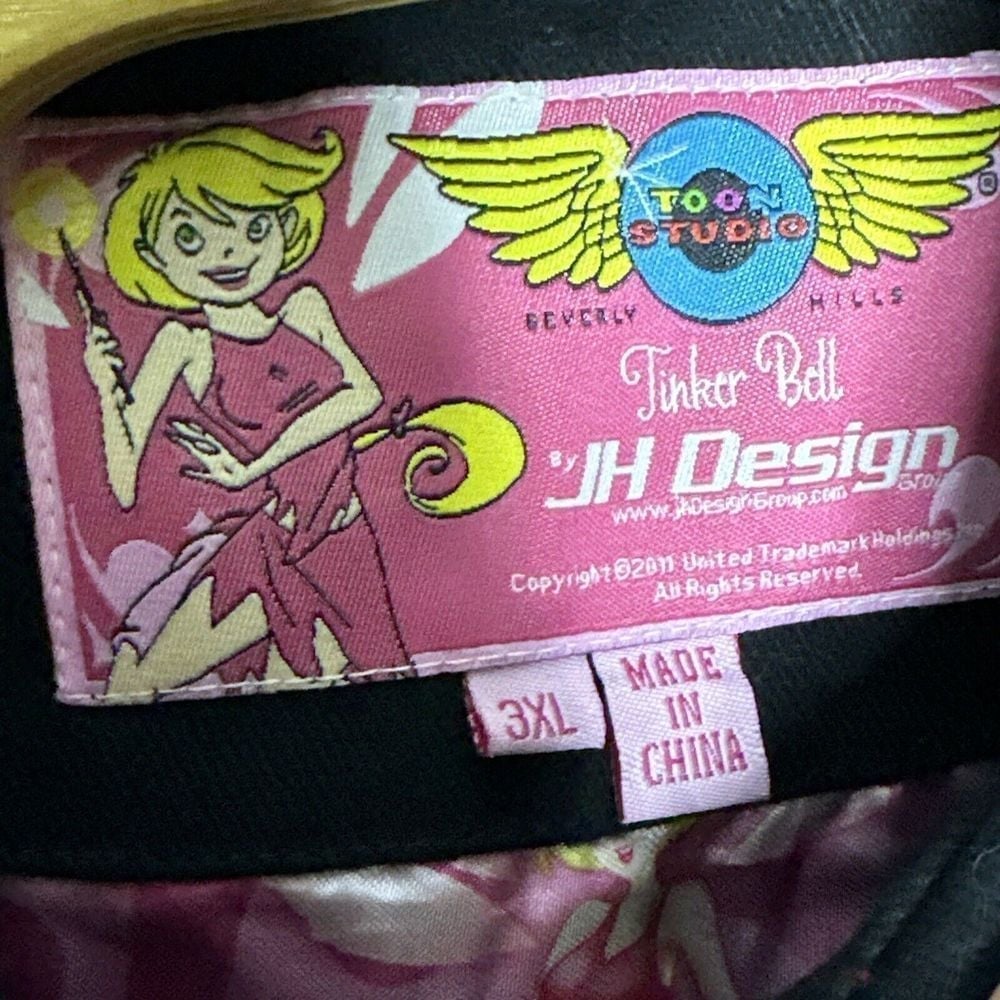 TOON
STUDIO
®
BEVERLY HILLS
Tinker Bell
By JH Design
Group
www.jhDesignGroup.com
Copyright ©2011 United Trademark Holdings
All Rights Reserved
3XL
MADE
IN
CHINA